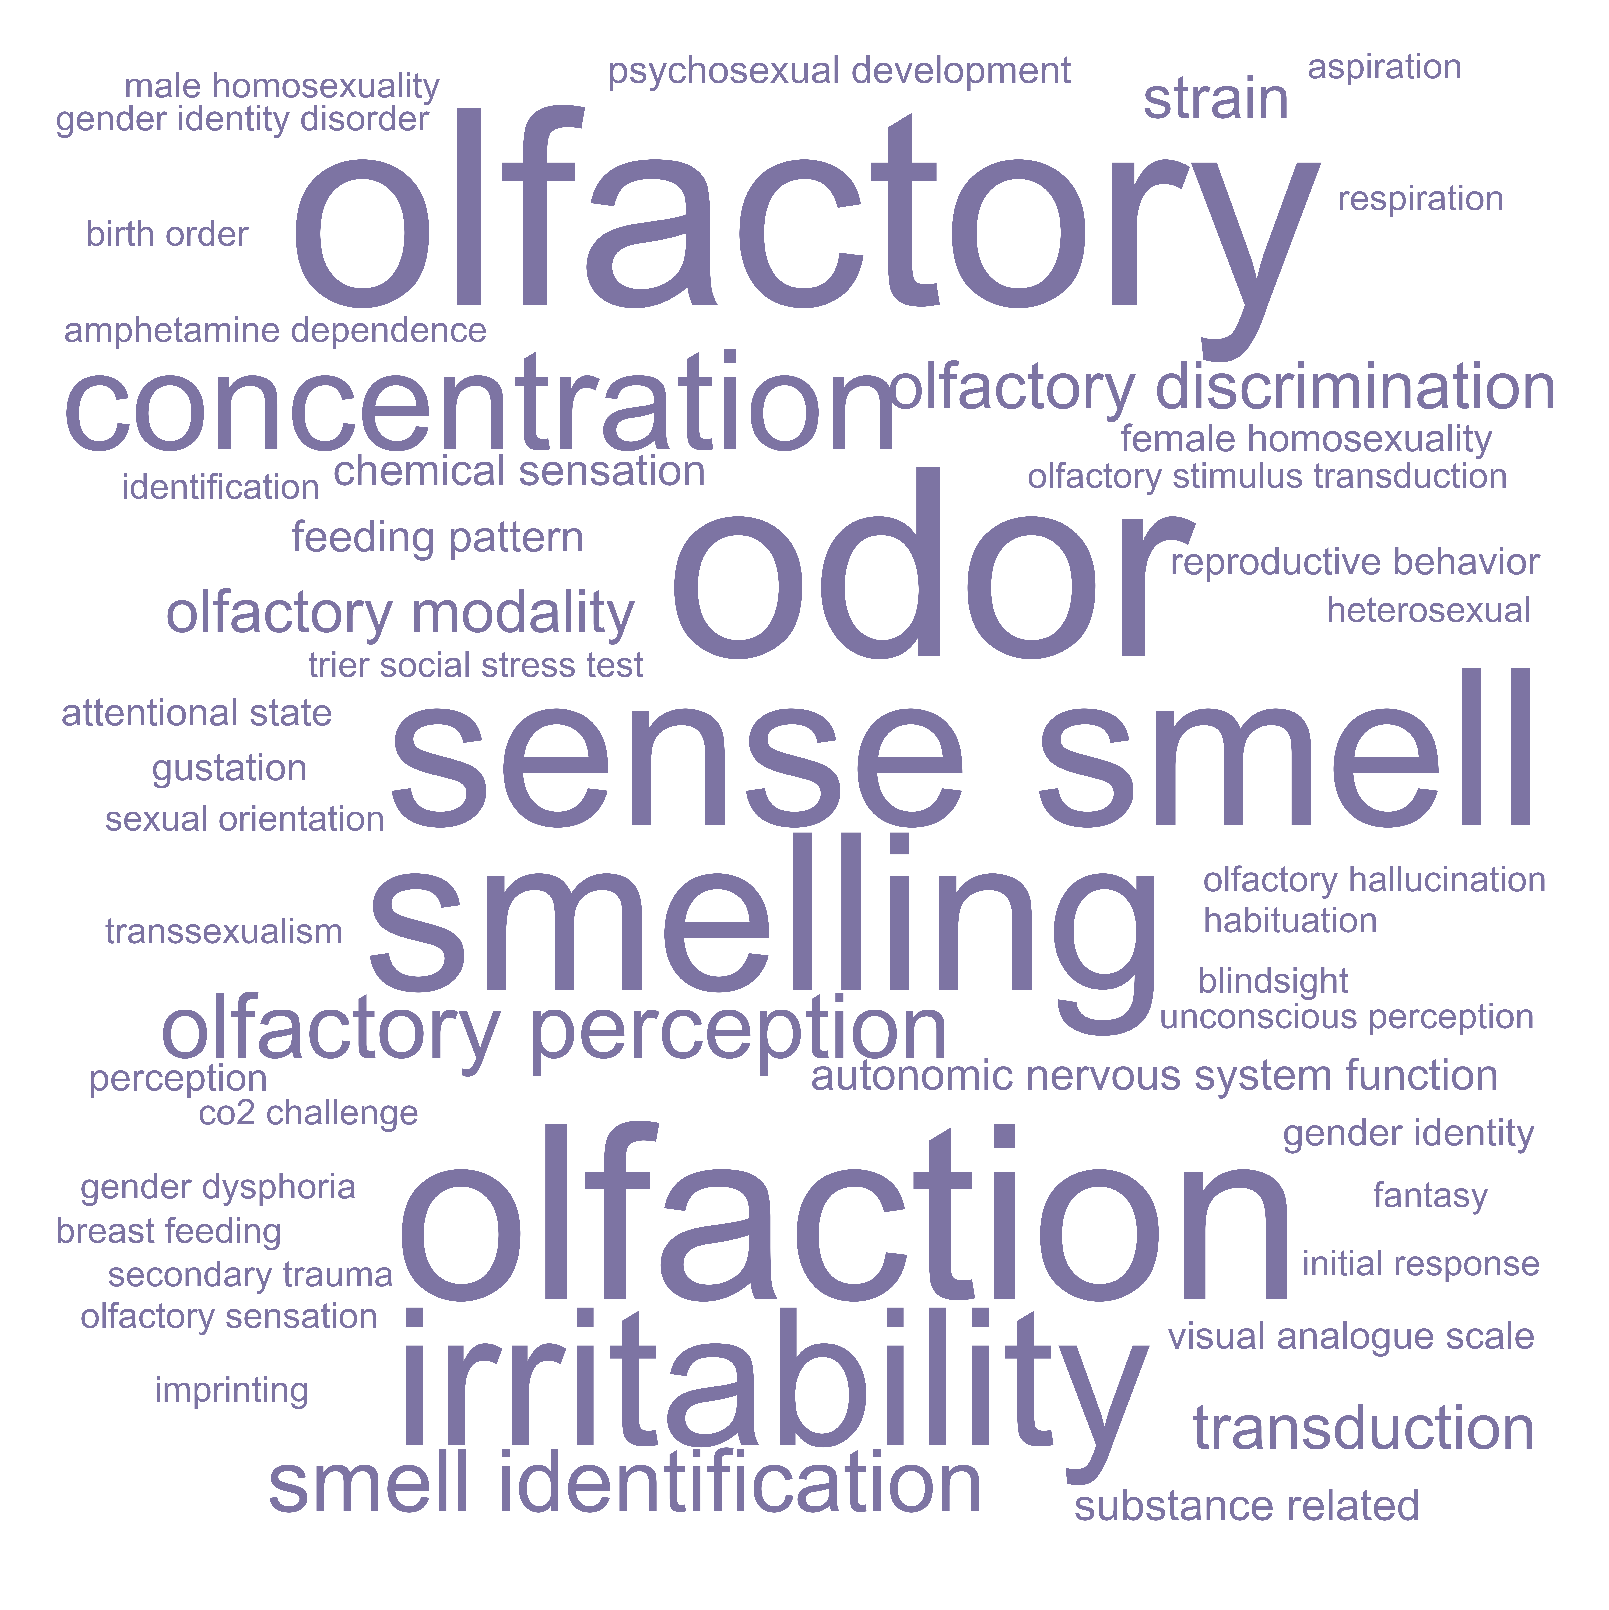 psychosexual development
aspiration
male homosexuality
strain
gender identity disorder
olfactory
respiration
birth order
amphetamine dependence
concentration
olfactory discrimination
female homosexuality
chemical sensation
identification
olfactory stimulus transduction
feeding pattern
odor
reproductive behavior
olfactory modality
heterosexual
trier social stress test
attentional state
sense smell
gustation
sexual orientation
smelling
olfactory hallucination
habituation
transsexualism
blindsight
unconscious perception
olfactory perception
perception
autonomic nervous system function
co2 challenge
gender identity
olfaction
gender dysphoria
fantasy
breast feeding
initial response
secondary trauma
olfactory sensation
visual analogue scale
irritability
imprinting
transduction
smell identification
substance related